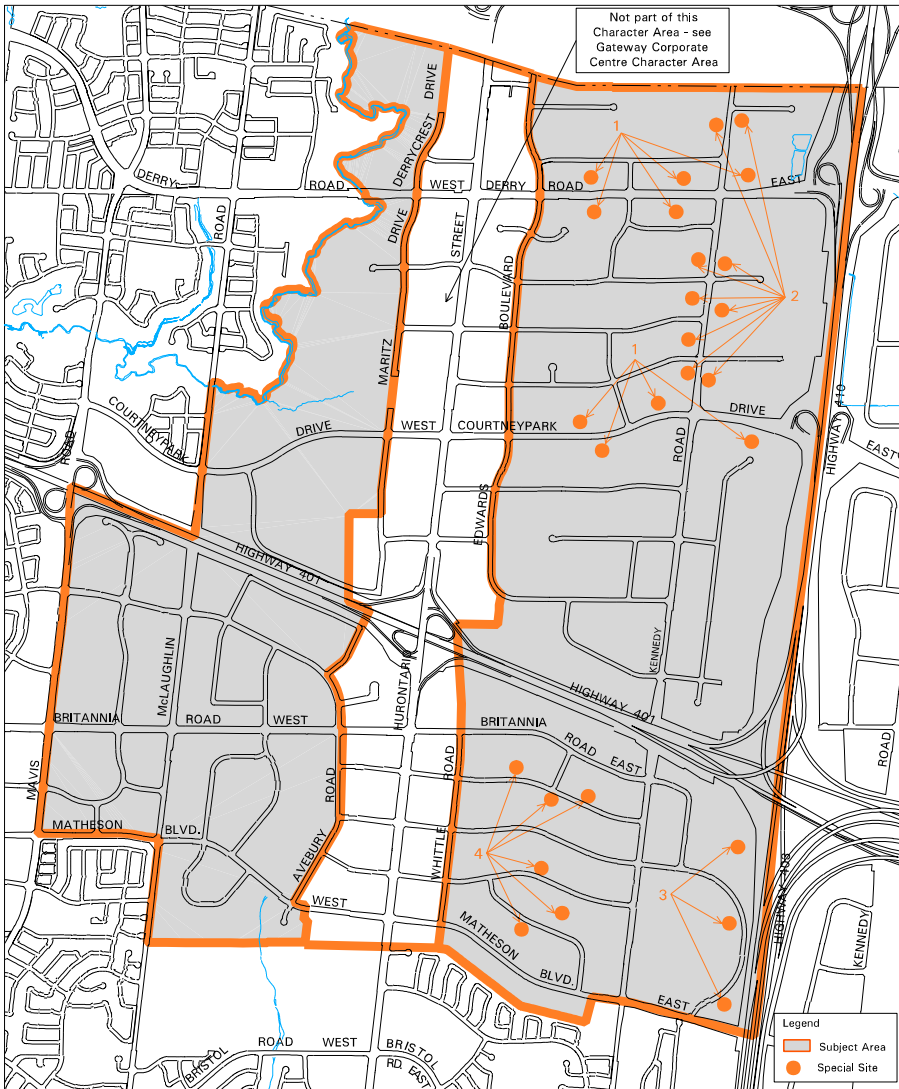 Not part of this
Character Area - see
Gateway Corporate
Centre Character Area
DRIVE
DERRYCREST
1
DERRY
ROAD
WEST
DERRY
ROAD
EAST
ROAD
DRIVE
STREET
BOULEVARD
2
MARITZ
1
HIGHWAY 410
COURTNEYPARK
DRIVE
WEST
COURTNEYPARK
DRIVE
EAST
ROAD
ROAD
EDWARDS
HIGHWAY 401
KENNEDY
McLAUGHLIN
HURONTARIO
HIGHWAY 401
BRITANNIA
ROAD
WEST
BRITANNIA
ROAD
EAST
ROAD
MAVIS
ROAD
ROAD
MATHESON
BLVD.
AVEBURY
WHITTLE
4
3
HIGHWAY 403
WEST
MATHESON
BLVD.
EAST
KENNEDY
BRISTOL
ROAD
WEST
BRISTOL
RD. EAST
Legend
Subject Area
Special Site